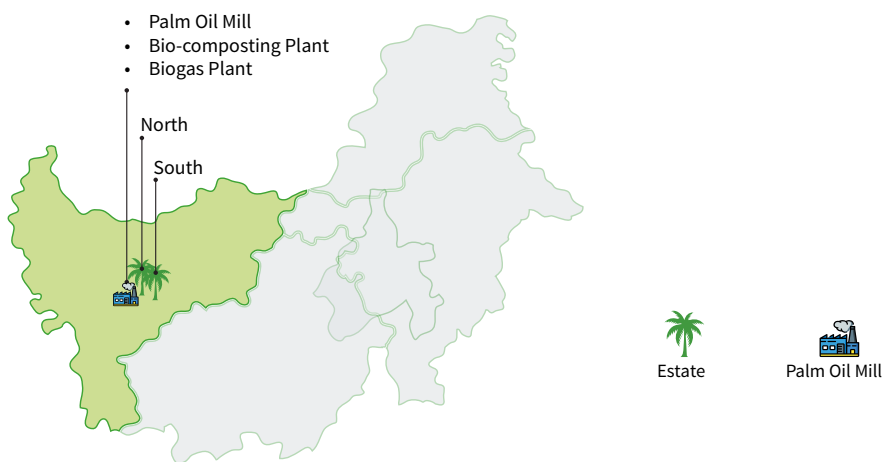 • Palm Oil Mill
• Bio-composting Plant
• Biogas Plant
North
South
Estate
Palm Oil Mill